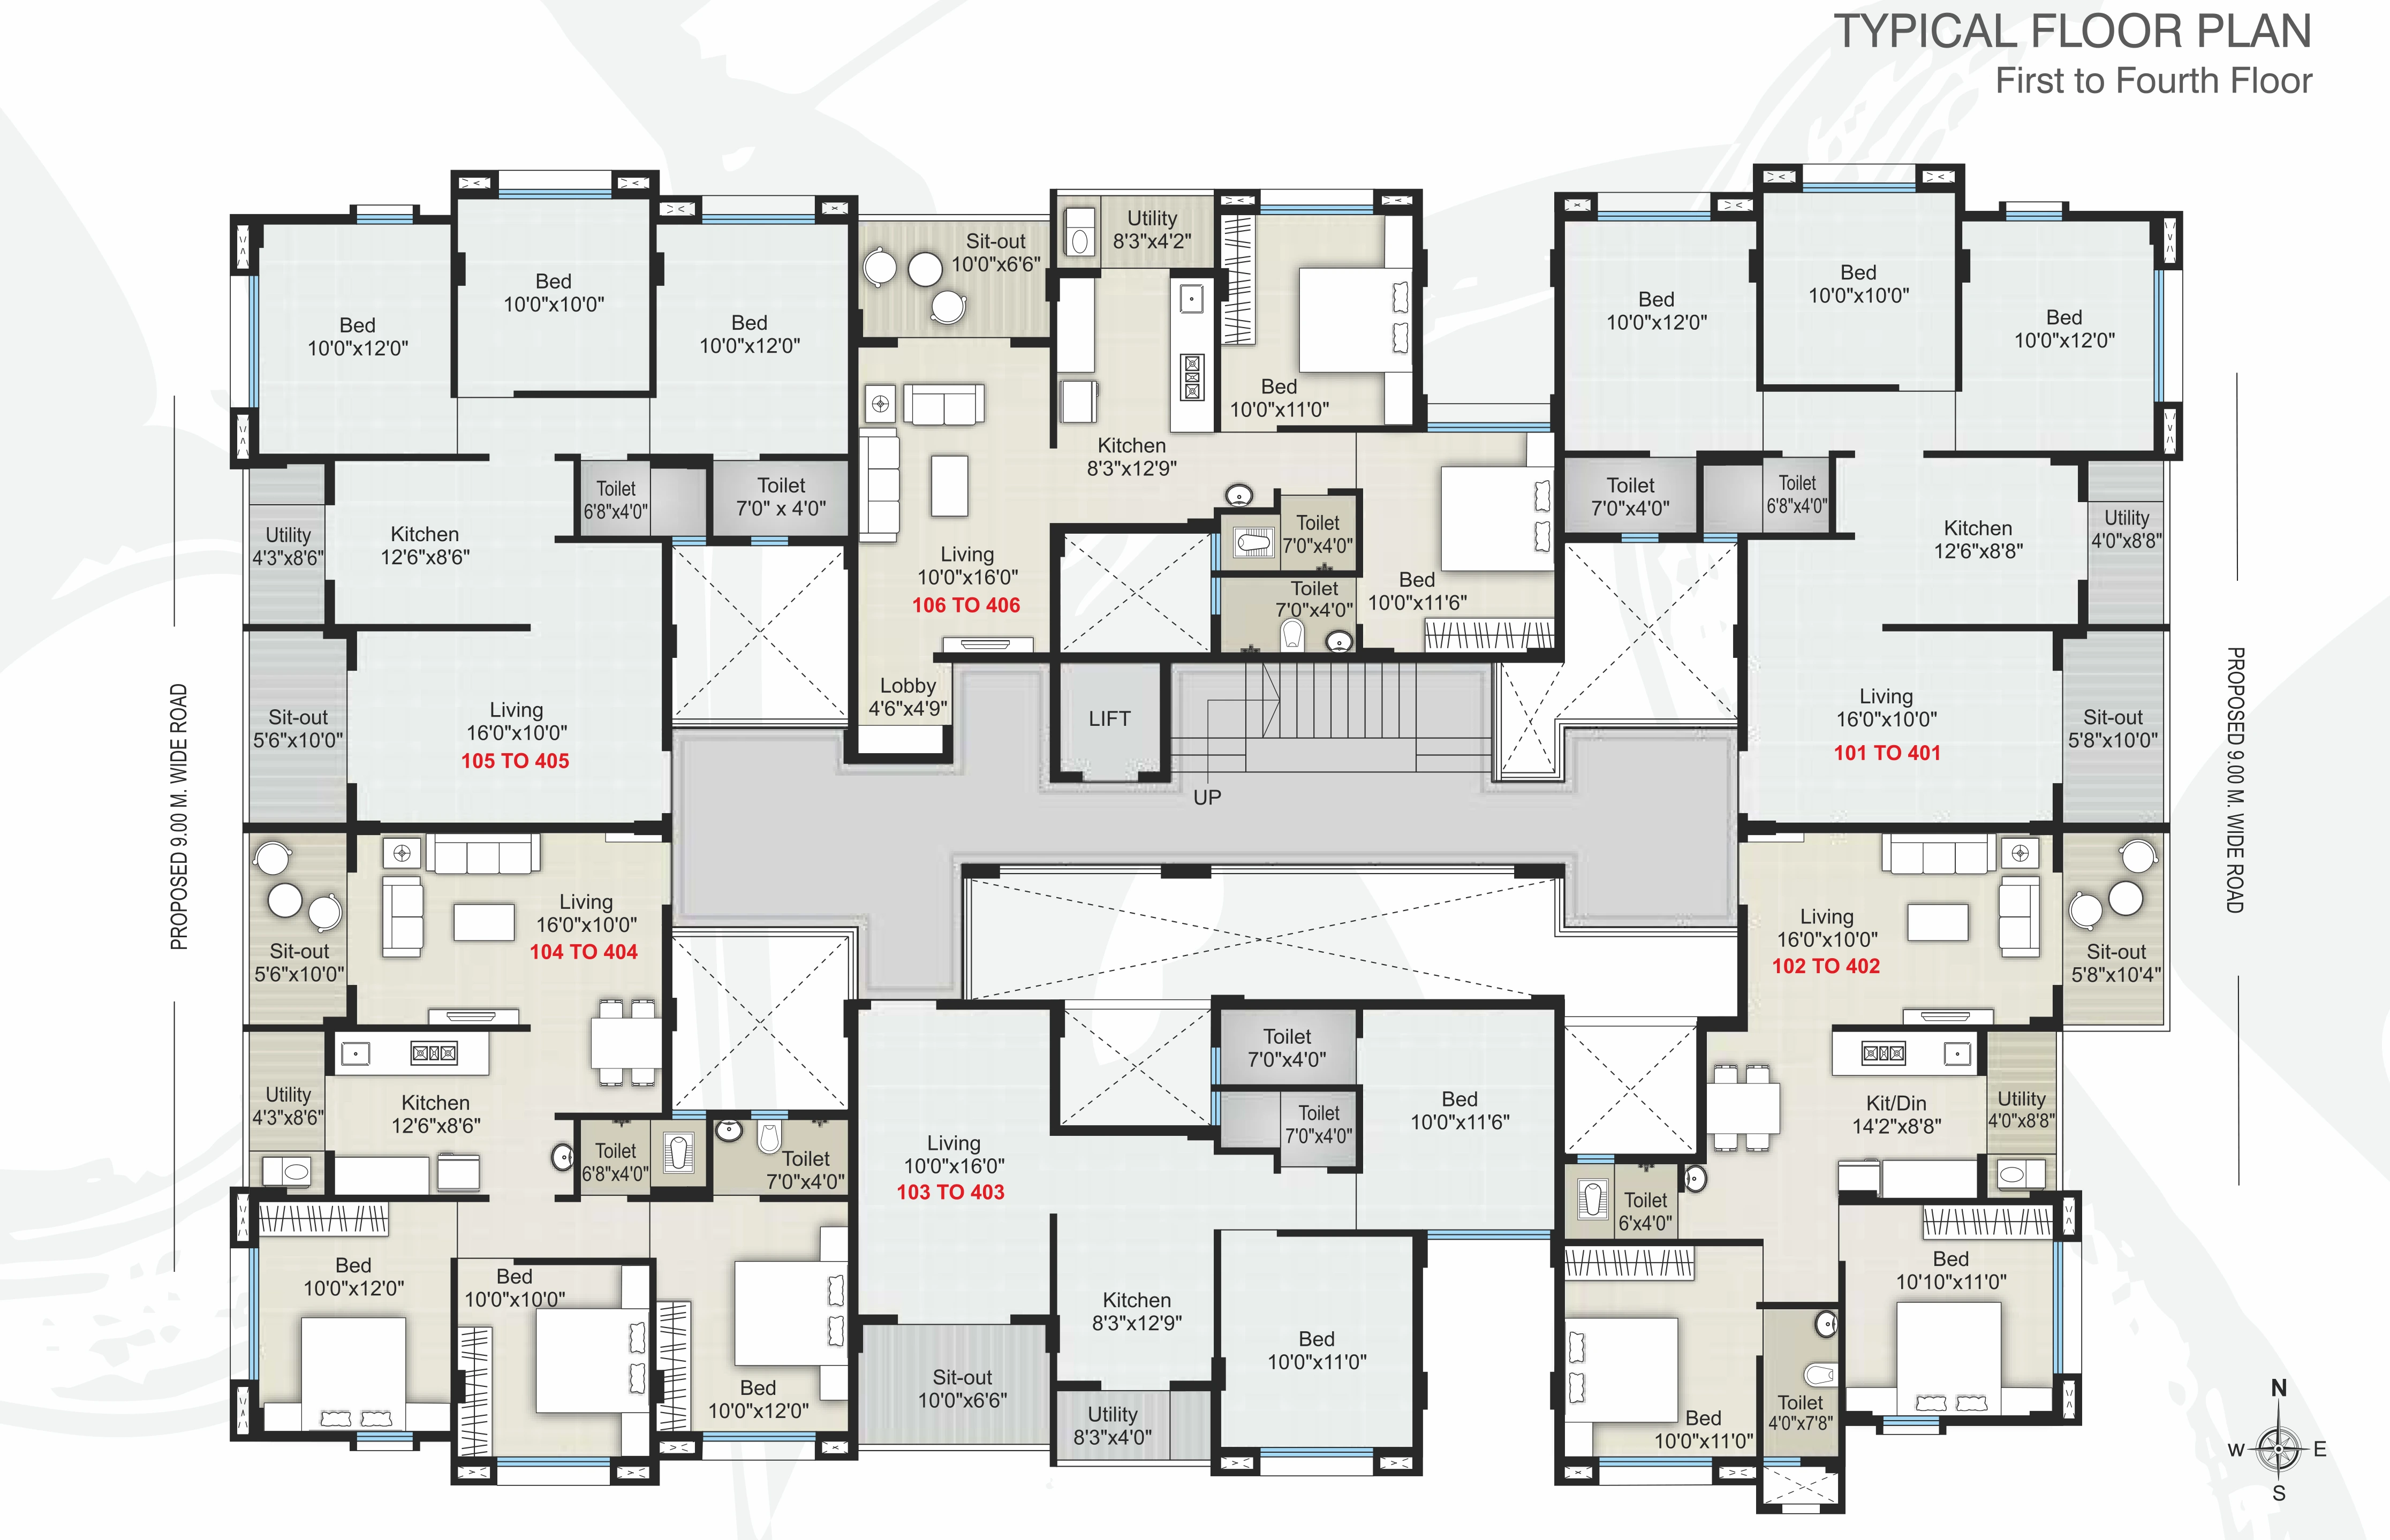 TYPICAL FLOOR PLAN
First to Fourth Floor
Bed
10'0"x12'0"
Bed
10'0"x10'0"
Bed
10'0"x12'0"
Utility
4'3"x8'6"
Kitchen
12'6"x8'6"
Toilet
6'8"x4'0"
Toilet
7'0" x 4'0"
Sit-out
5'6"x10'0"
Living
16'0"x10'0"
105 TO 405
Sit-out
10'0"x6'6"
Utility
8'3"x4'2"
Bed
10'0"x11'0"
Kitchen
8'3"x12'9"
Living
10'0"x16'0"
106 TO 406
Toilet
7'0"x4'0"
Toilet
7'0"x4'0"
Bed
10'0"x11'6"
Lobby
4'6"x4'9"
LIFT
UP
Bed
10'0"x12'0"
Bed
10'0"x10'0"
Bed
10'0"x12'0"
Toilet
7'0"x4'0"
Toilet
6'8"x4'0"
Kitchen
12'6"x8'8"
Utility
4'0"x8'8"
Living
16'0"x10'0"
101 TO 401
Sit-out
5'8"x10'0"
PROPOSED 9.00 M. WIDE ROAD
PROPOSED 9.00 M. WIDE ROAD
Sit-out
5'6"x10'0"
Living
16'0"x10'0"
104 TO 404
Utility
4'3"x8'6"
Kitchen
12'6"x8'6"
Toilet
6'8"x4'0"
Toilet
7'0"x4'0"
Bed
10'0"x12'0"
Bed
10'0"x10'0"
Bed
10'0"x12'0"
Living
10'0"x16'0"
103 TO 403
Toilet
7'0"x4'0"
Toilet
7'0"x4'0"
Bed
10'0"x11'6"
Kitchen
8'3"x12'9"
Bed
10'0"x11'0"
Sit-out
10'0"x6'6"
Utility
8'3"x4'0"
Living
16'0"x10'0"
102 TO 402
Sit-out
5'8"x10'4"
Kit/Din
14'2"x8'8"
Utility
4'0"x8'8"
Toilet
6'x4'0"
Bed
10'10"x11'0"
Bed
10'0"x11'0"
Toilet
4'0"x7'8"
N
W E
S